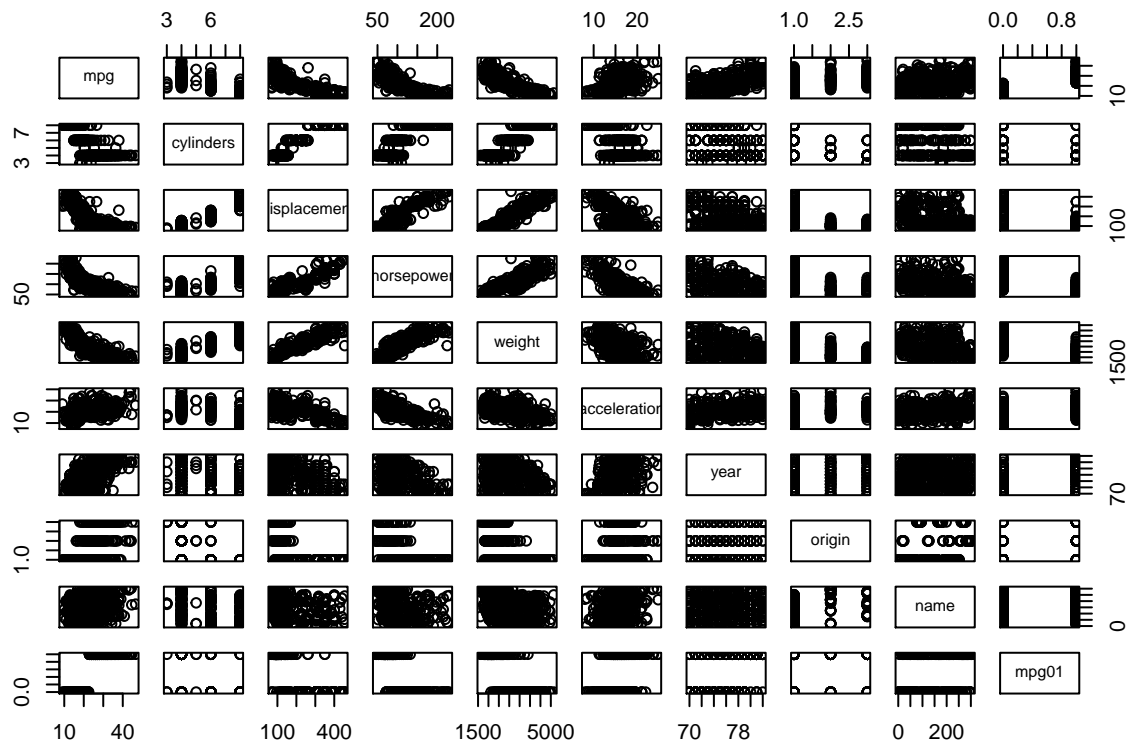 3 6 50 200 10 20 1.0 2.5 0.0 0.8
mpg 10
3 7 cylinders
isplacemen 100
50 horsepower
weight 1500
10 acceleration
year 70
1.0 origin
name 0
0.0 mpg01
10 40 100 400 1500 5000 70 78 0 200